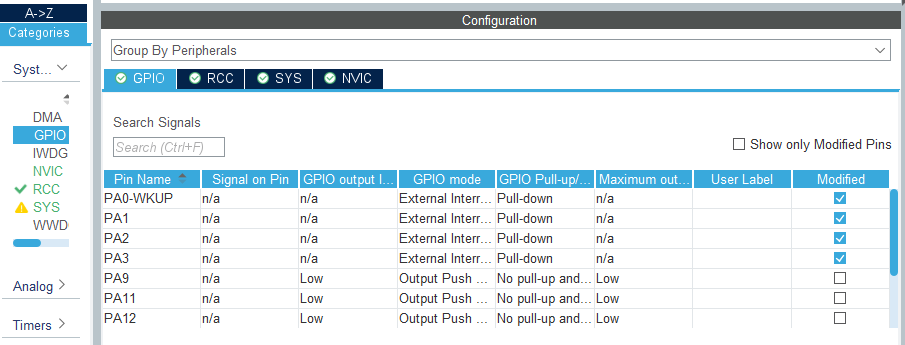 A->Z
Categories
Syst...
DMA
GPIO
IWDG
NVIC
RCC
SYS
WWD
Analog
Timers
Configuration
Group By Peripherals
GPIO RCC SYS NVIC
Search Signals
Search (Ctrl+F)
Show only Modified Pins
Pin Name Signal on Pin GPIO output l... GPIO mode GPIO Pull-up/... Maximum out... User Label Modified
PA0-WKUP n/a n/a External Interr... Pull-down n/a
PA1 n/a n/a External Interr... Pull-down n/a
PA2 n/a n/a External Interr... Pull-down n/a
PA3 n/a n/a External Interr... Pull-down n/a
PA9 n/a Low Output Push ... No pull-up and... Low
PA11 n/a Low Output Push ... No pull-up and... Low
PA12 n/a Low Output Push ... No pull-up and... Low